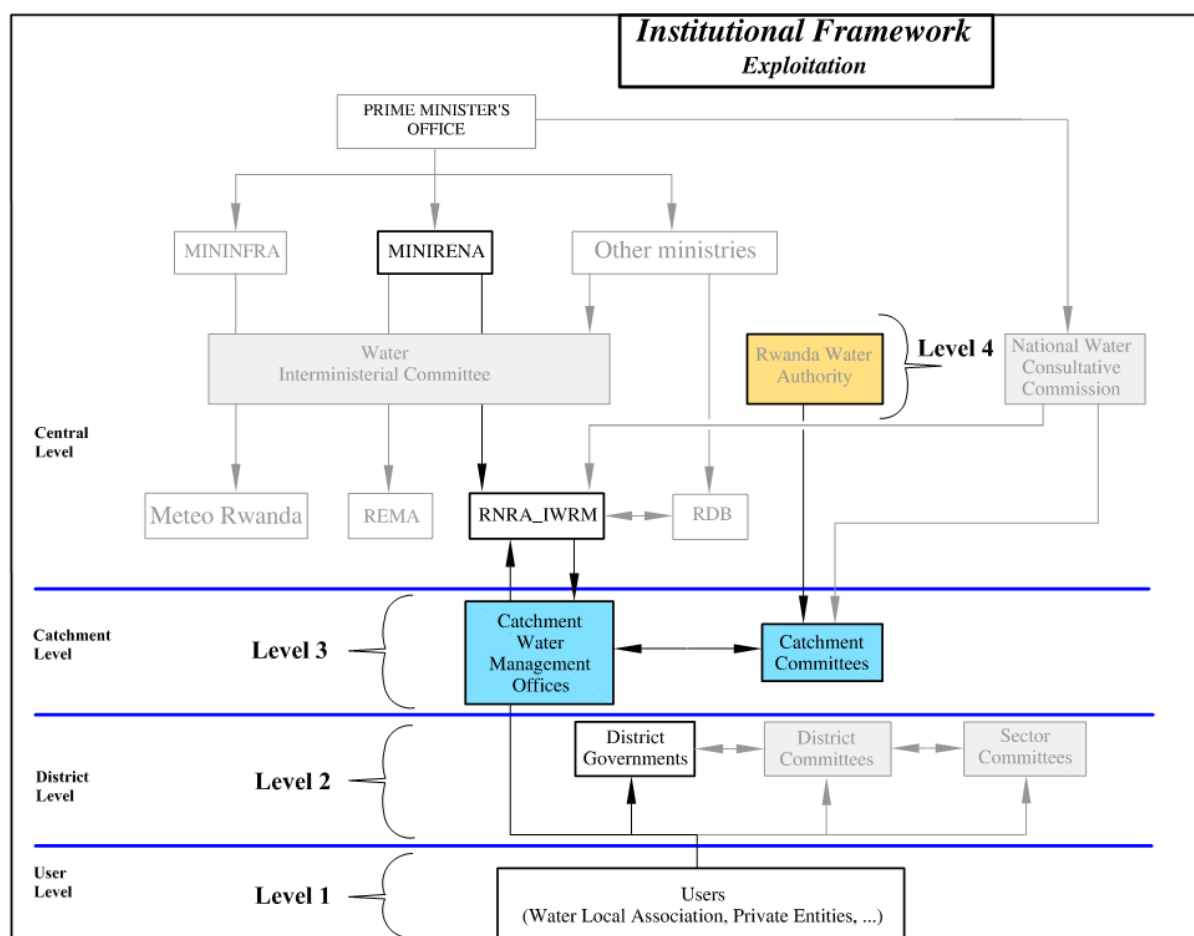 Institutional Framework
Exploitation
PRIME MINISTER'S
OFFICE
MININFRA
MINIRENA
Other ministries
Water
Interministerial Committee
Rwanda Water
Authority
Level 4
National Water
Consultative
Commission
Central
Level
Meteo Rwanda
REMA
RNRA_IWRM
RDB
Catchment
Level
Level 3
Catchment
Water
Management
Offices
Catchment
Committees
District
Level
Level 2
District
Governments
District
Committees
Sector
Committees
User
Level
Level 1
Users
(Water Local Association, Private Entities, ...)